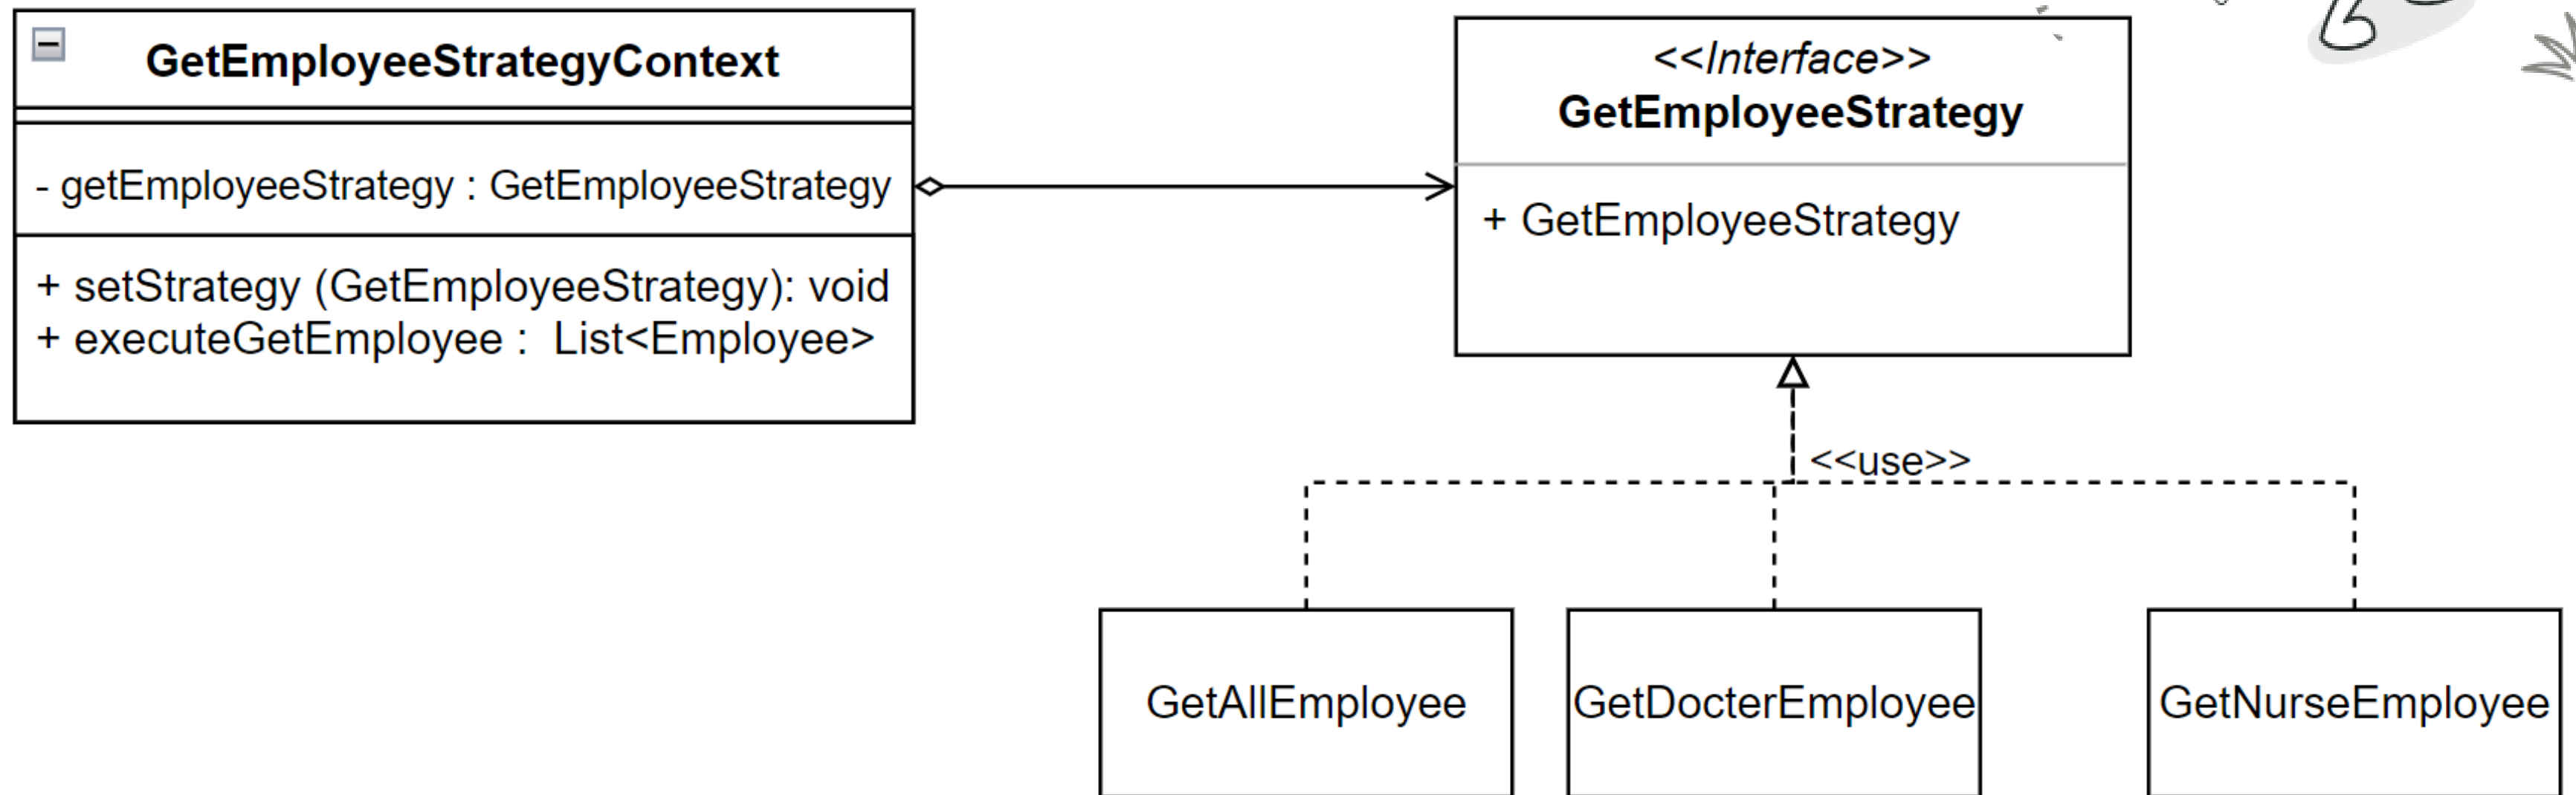 GetEmployeeStrategyContext
- getEmployeeStrategy : GetEmployeeStrategy
+ setStrategy (GetEmployeeStrategy): void
+ executeGetEmployee :  List<Employee>
<<Interface>>
GetEmployeeStrategy
+ GetEmployeeStrategy
<<use>>
GetAllEmployee
GetDocterEmployee
GetNurseEmployee